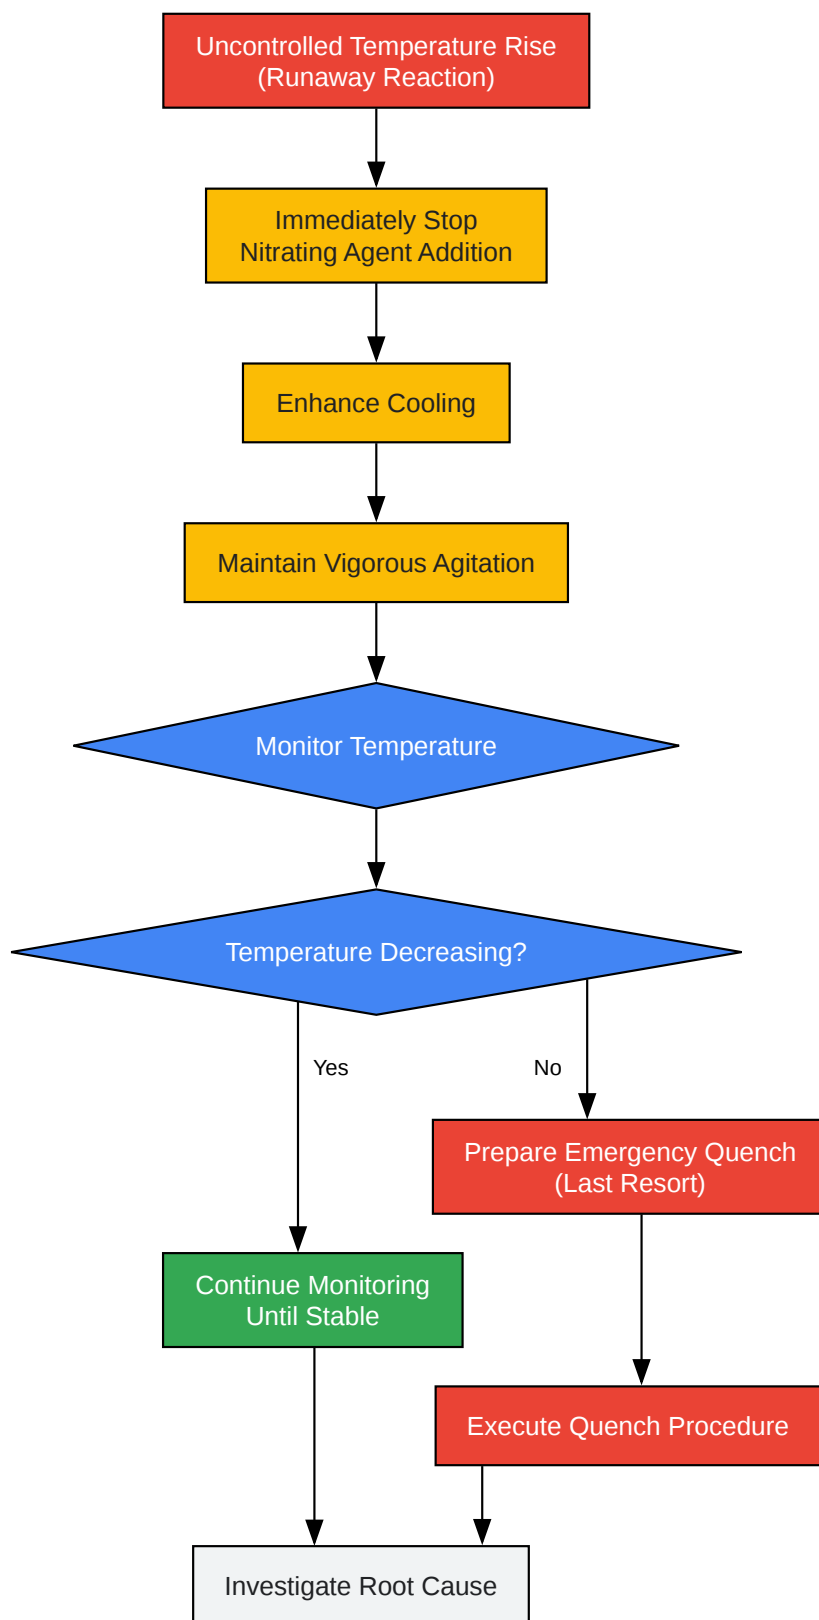 Uncontrolled Temperature Rise
(Runaway Reaction)
Immediately Stop
Nitrating Agent Addition
Enhance Cooling
Maintain Vigorous Agitation
Monitor Temperature
Temperature Decreasing?
Yes
No
Prepare Emergency Quench
(Last Resort)
Continue Monitoring
Until Stable
Execute Quench Procedure
Investigate Root Cause